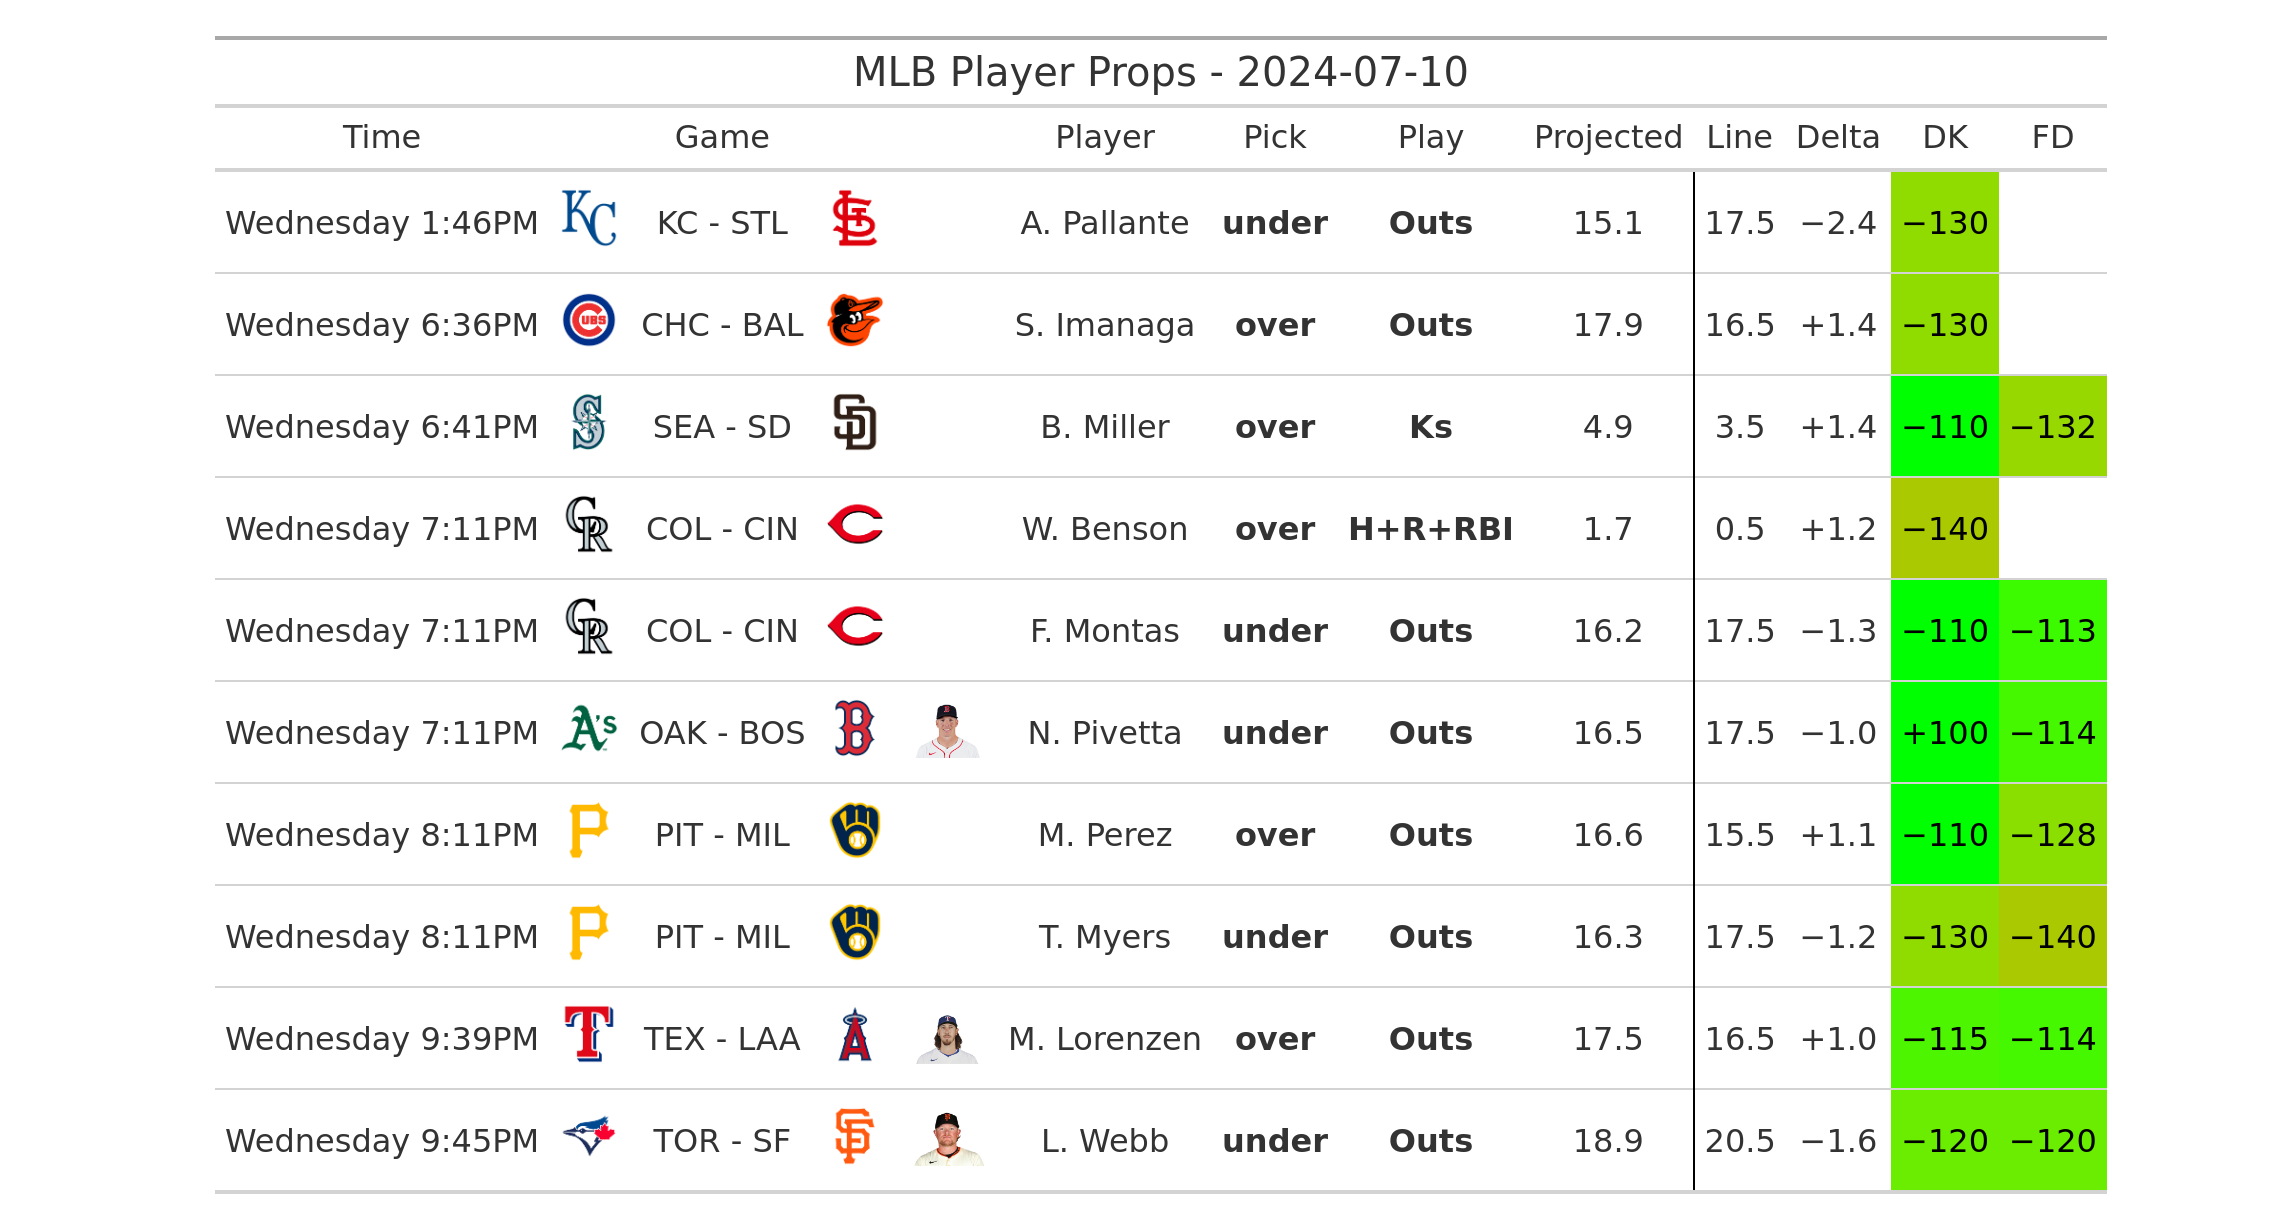 MLB Player Props - 2024-07-10
Time Game Player Pick Play Projected Line Delta DK FD
Wednesday 1:46PM KC KC - STL STL A. Pallante under Outs 15.1 17.5 −2.4 −130
Wednesday 6:36PM CUBS CHC - BAL S. Imanaga over Outs 17.9 16.5 +1.4 −130
Wednesday 6:41PM S SEA - SD SD B. Miller over Ks 4.9 3.5 +1.4 −110 −132
Wednesday 7:11PM CR COL - CIN C W. Benson over H+R+RBI 1.7 0.5 +1.2 −140
Wednesday 7:11PM CR COL - CIN C F. Montas under Outs 16.2 17.5 −1.3 −110 −113
Wednesday 7:11PM A's OAK - BOS B N. Pivetta under Outs 16.5 17.5 −1.0 +100 −114
Wednesday 8:11PM P PIT - MIL M. Perez over Outs 16.6 15.5 +1.1 −110 −128
Wednesday 8:11PM P PIT - MIL T. Myers under Outs 16.3 17.5 −1.2 −130 −140
Wednesday 9:39PM T TEX - LAA A M. Lorenzen over Outs 17.5 16.5 +1.0 −115 −114
Wednesday 9:45PM TOR - SF SF L. Webb under Outs 18.9 20.5 −1.6 −120 −120